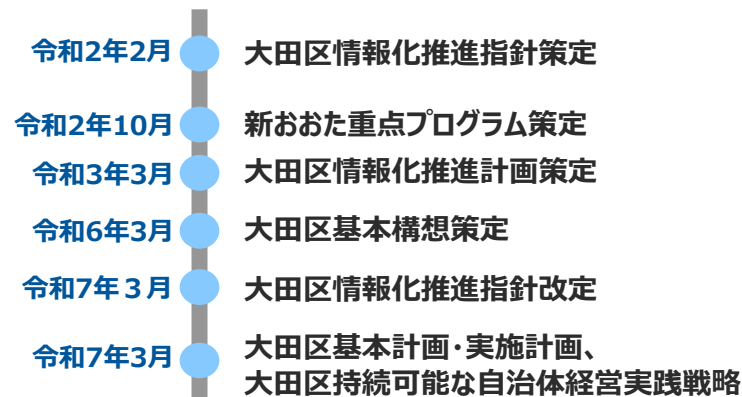 令和2年2月 大田区情報化推進指針策定
令和2年10月 新おおた重点プログラム策定
令和3年3月 大田区情報化推進計画策定
令和6年3月 大田区基本構想策定
令和7年３月 大田区情報化推進指針改定
令和7年3月 大田区基本計画・実施計画、
大田区持続可能な自治体経営実践戦略